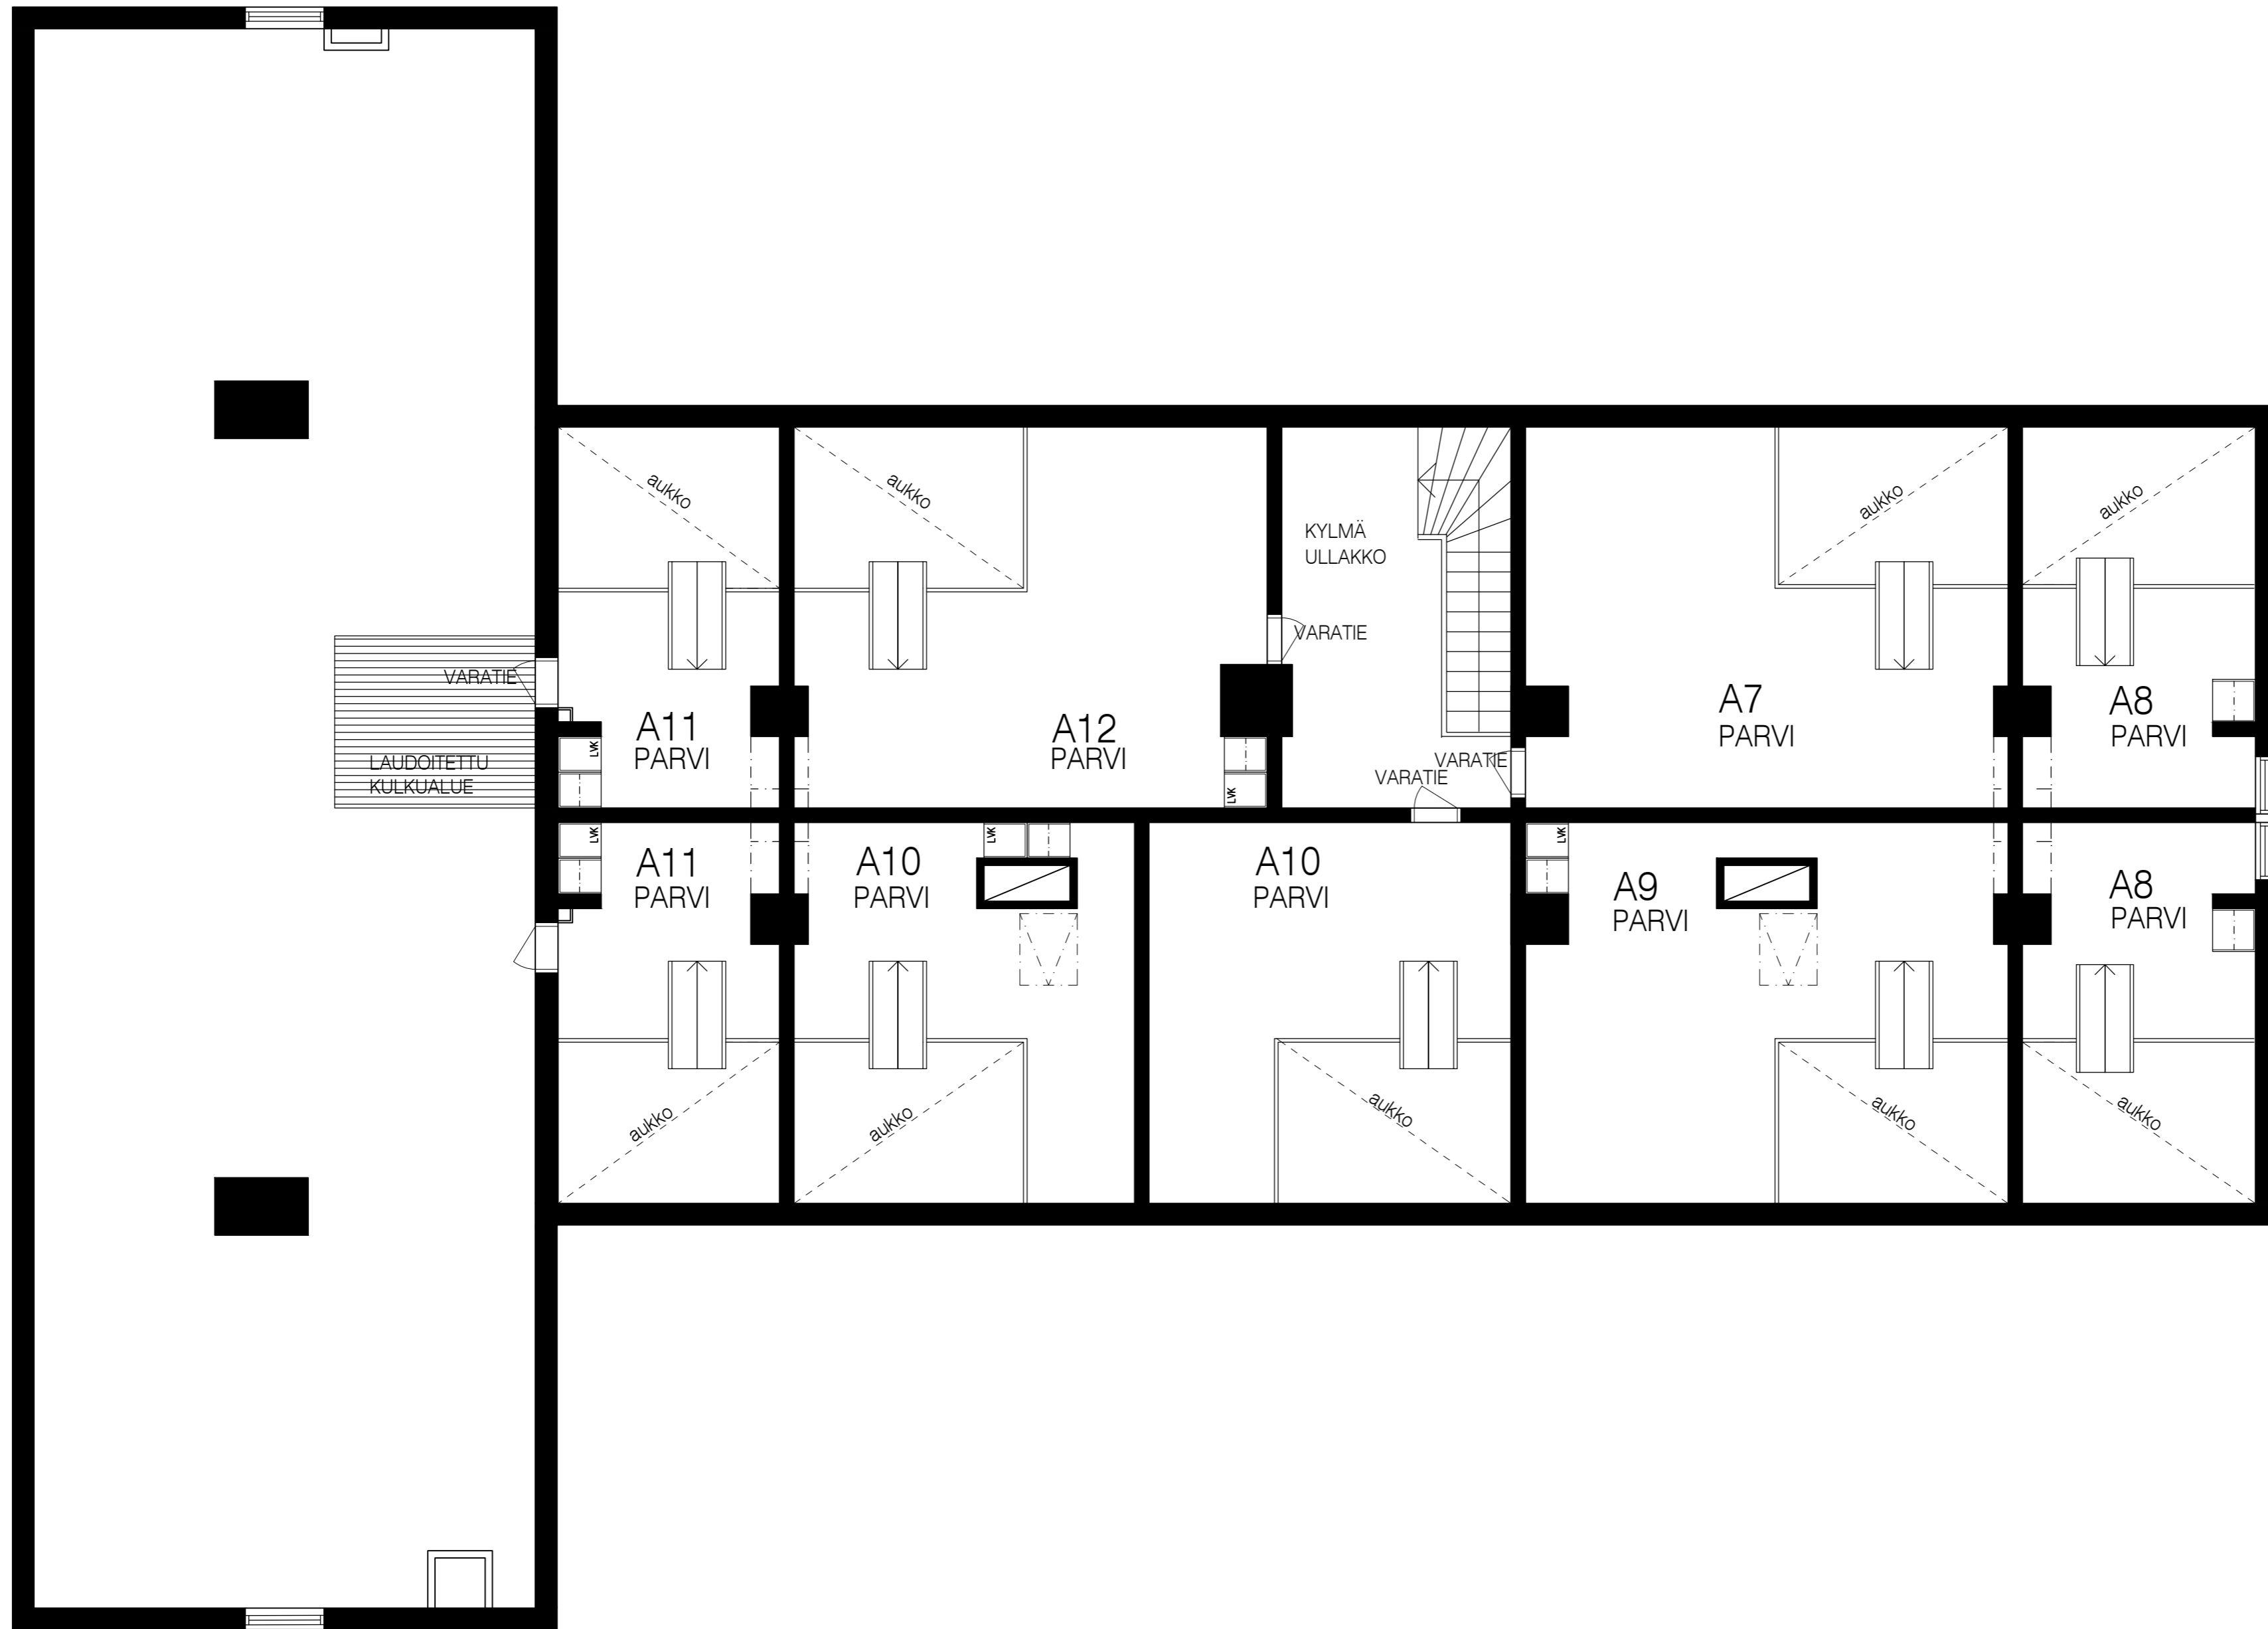 aukko
aukko
aukko
aukko
KYLMÄ
ULLAKKO
VARATIE
VARATIE
A11
PARVI
A12
PARVI
A7
PARVI
A8
PARVI
LAUDOITETTU
KULKUALUE
LVK
LVK
VARATIE
VARATIE
LVK
LVK
LVK
A11
PARVI
A10
PARVI
A10
PARVI
A9
PARVI
A8
PARVI
aukko
aukko
aukko
aukko
aukko